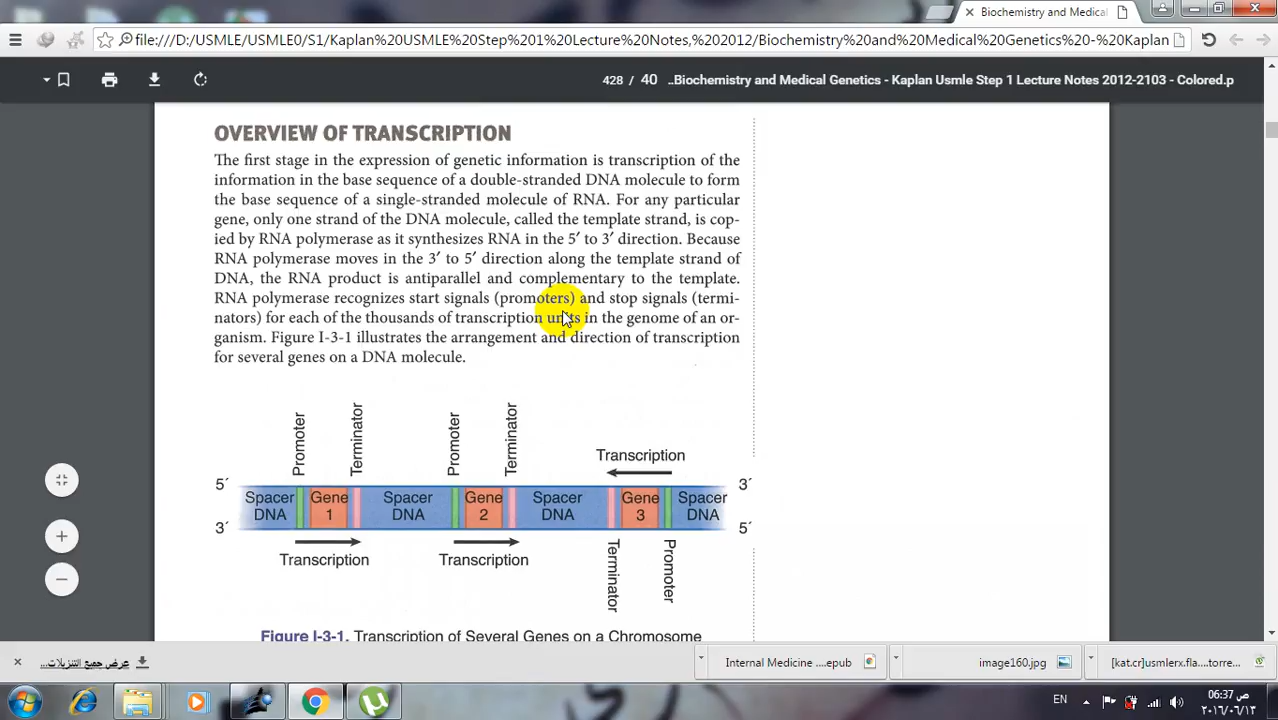 Biochemistry and Medical
file:///D:/USMLE/USMLE0/S1/Kaplan%20USMLE%20Step%201%20Lecture%20Notes,%202012/Biochemistry%20and%20Medical%20Genetics%20-%20Kaplan
428 / 40
..Biochemistry and Medical Genetics - Kaplan Usmle Step 1 Lecture Notes 2012-2103 - Colored.p
OVERVIEW OF TRANSCRIPTION
The first stage in the expression of genetic information is transcription of the
information in the base sequence of a double-stranded DNA molecule to form
the base sequence of a single-stranded molecule of RNA. For any particular
gene, only one strand of the DNA molecule, called the template strand, is cop-
ied by RNA polymerase as it synthesizes RNA in the 5′ to 3′ direction. Because
RNA polymerase moves in the 3′ to 5′ direction along the template strand of
DNA, the RNA product is antiparallel and complementary to the template.
RNA polymerase recognizes start signals (promoters) and stop signals (termi-
nators) for each of the thousands of transcription units in the genome of an or-
ganism. Figure I-3-1 illustrates the arrangement and direction of transcription
for several genes on a DNA molecule.
Promoter
Terminator
Promoter
Terminator
Transcription
5′
3′
Spacer
DNA
Gene
1
Spacer
DNA
Gene
2
Spacer
DNA
Gene
3
Spacer
DNA
3′
5′
Transcription
Transcription
Terminator
Promoter
Figure I-3-1. Transcription of Several Genes on a Chromosome
عرض جميع التنزيلات...
Internal Medicine ....epub
image160.jpg
[kat.cr]usmlerx.fla....torre...
EN
06:37 ص
٢٠١٦/٠٦/١٣